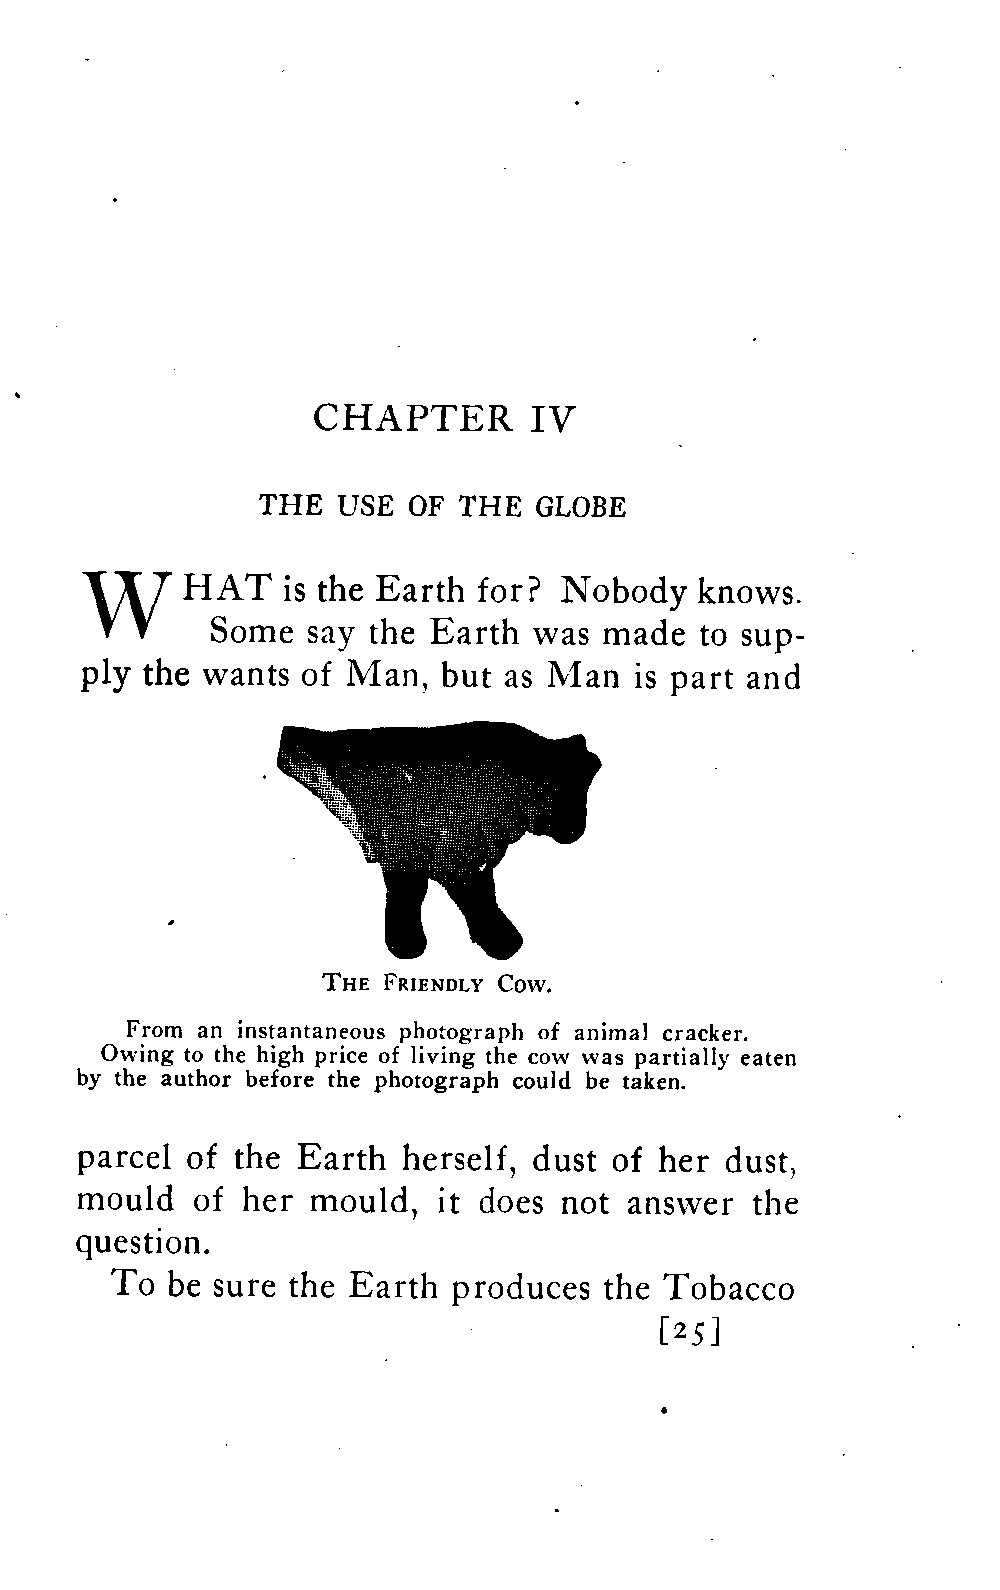 CHAPTER IV
THE USE OF THE GLOBE
WHAT is the Earth for? Nobody knows.
Some say the Earth was made to sup-
ply the wants of Man, but as Man is part and
THE FRIENDLY COW.
From an instantaneous photograph of animal cracker.
Owing to the high price of living the cow was partially eaten
by the author before the photograph could be taken.
parcel of the Earth herself, dust of her dust,
mould of her mould, it does not answer the
question.
To be sure the Earth produces the Tobacco
[25]